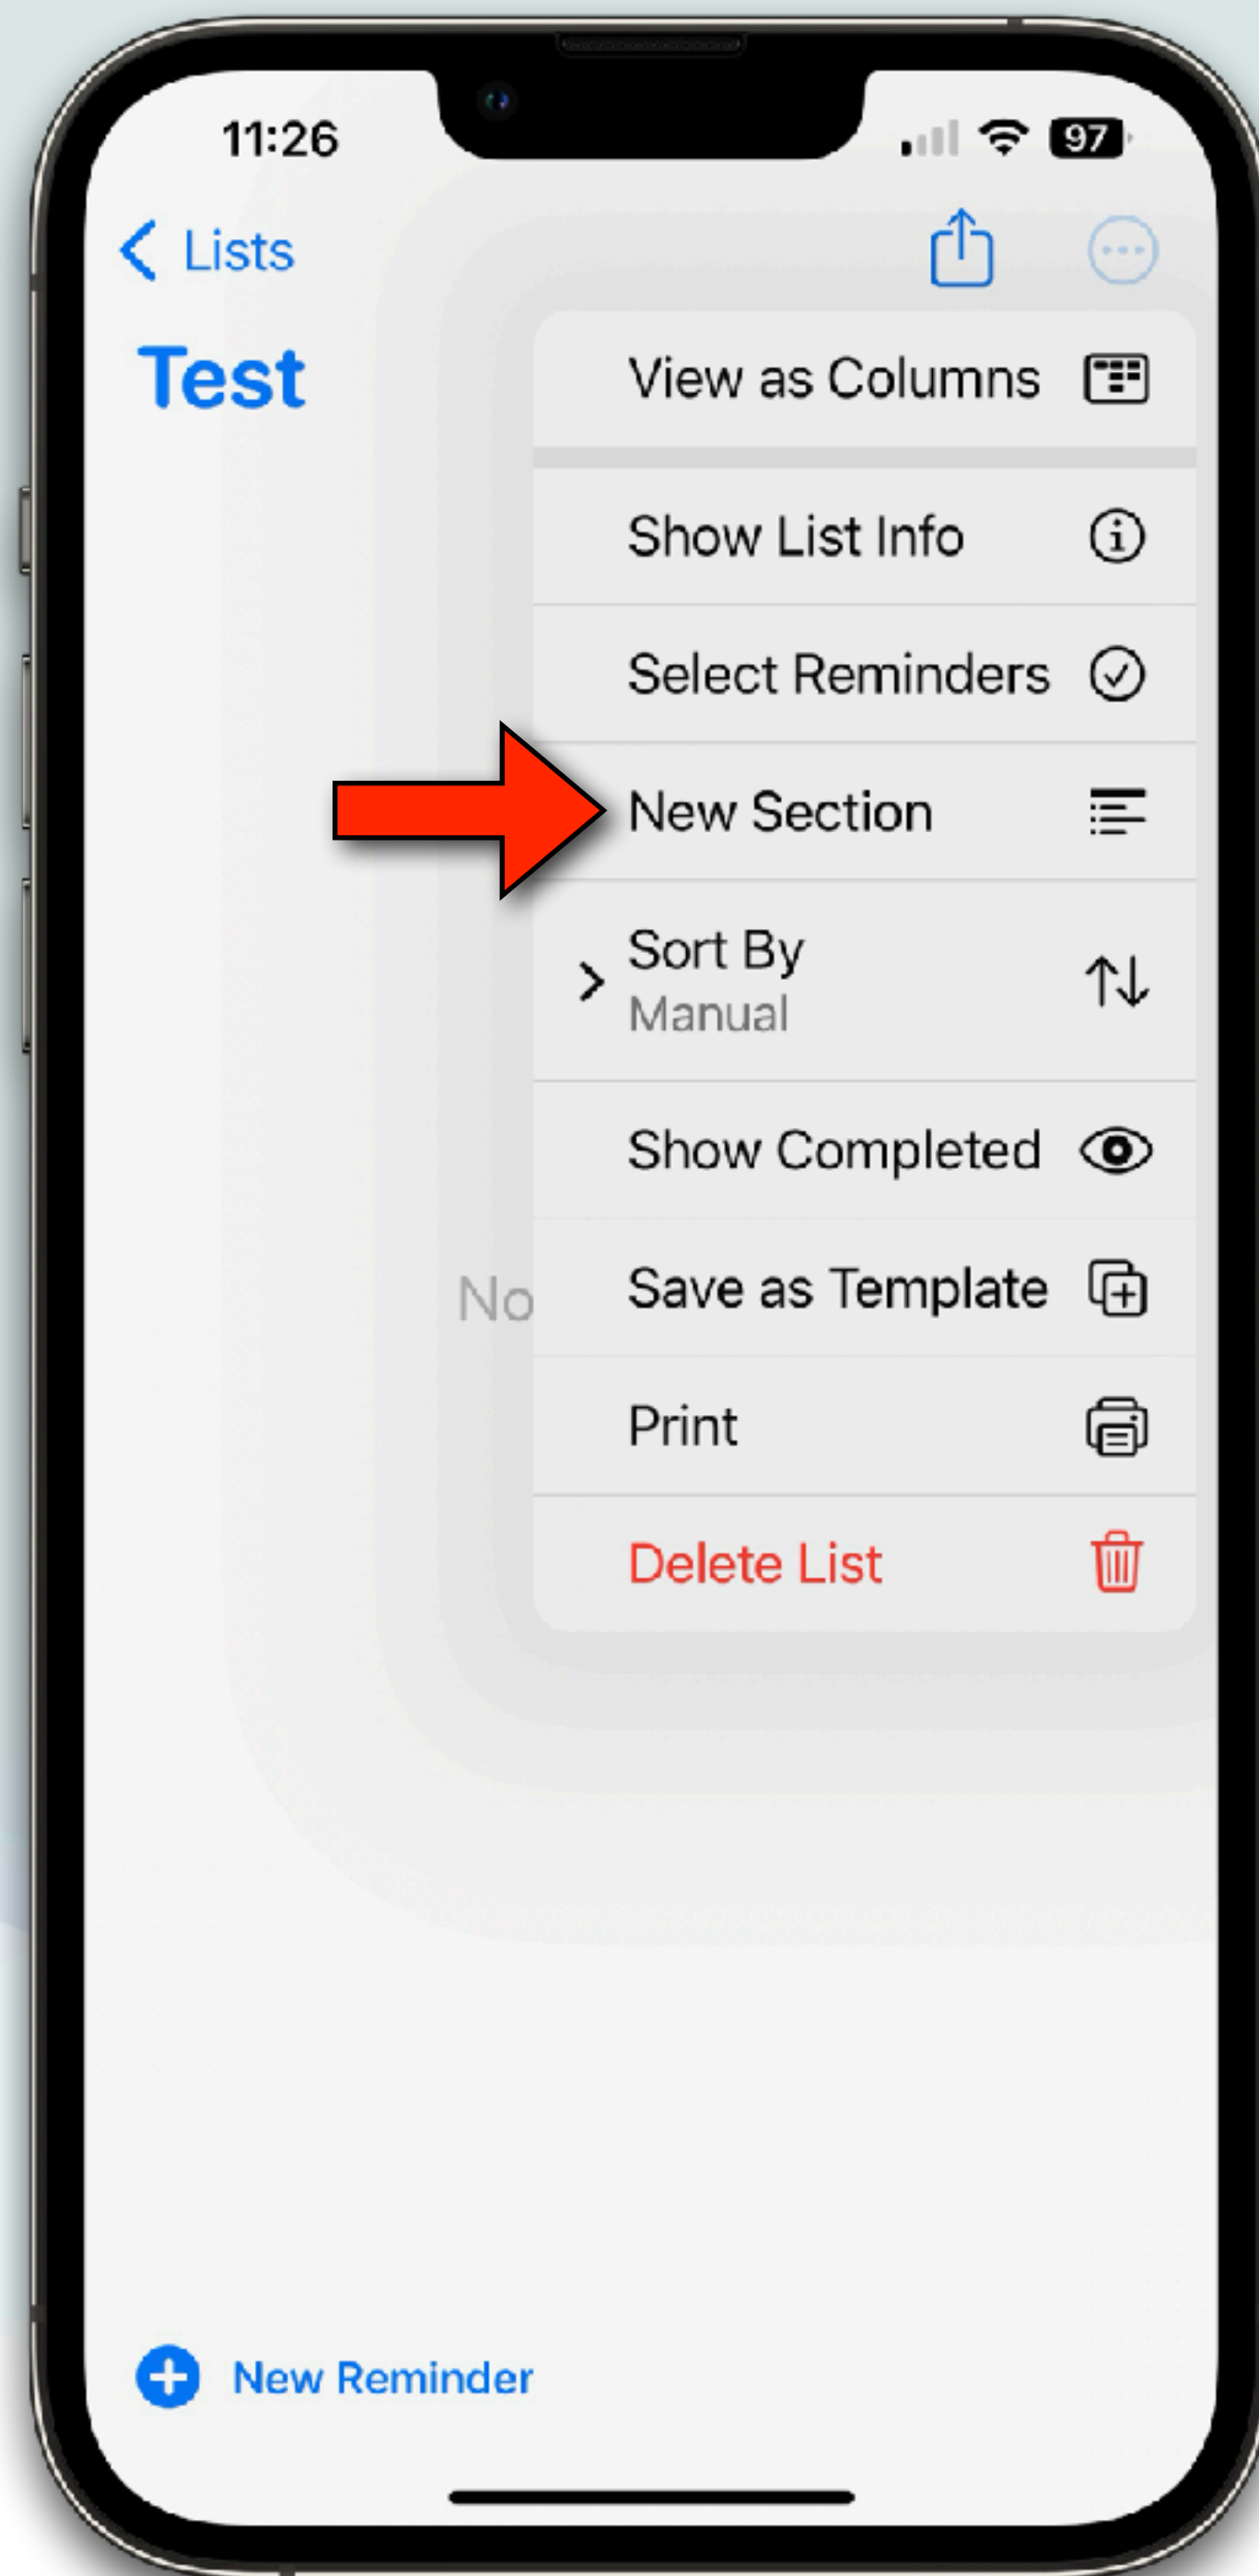 11:26
97
Lists
Test
View as Columns
Show List Info
Select Reminders
New Section
Sort By
Manual
Show Completed
No
Save as Template
Print
Delete List
New Reminder